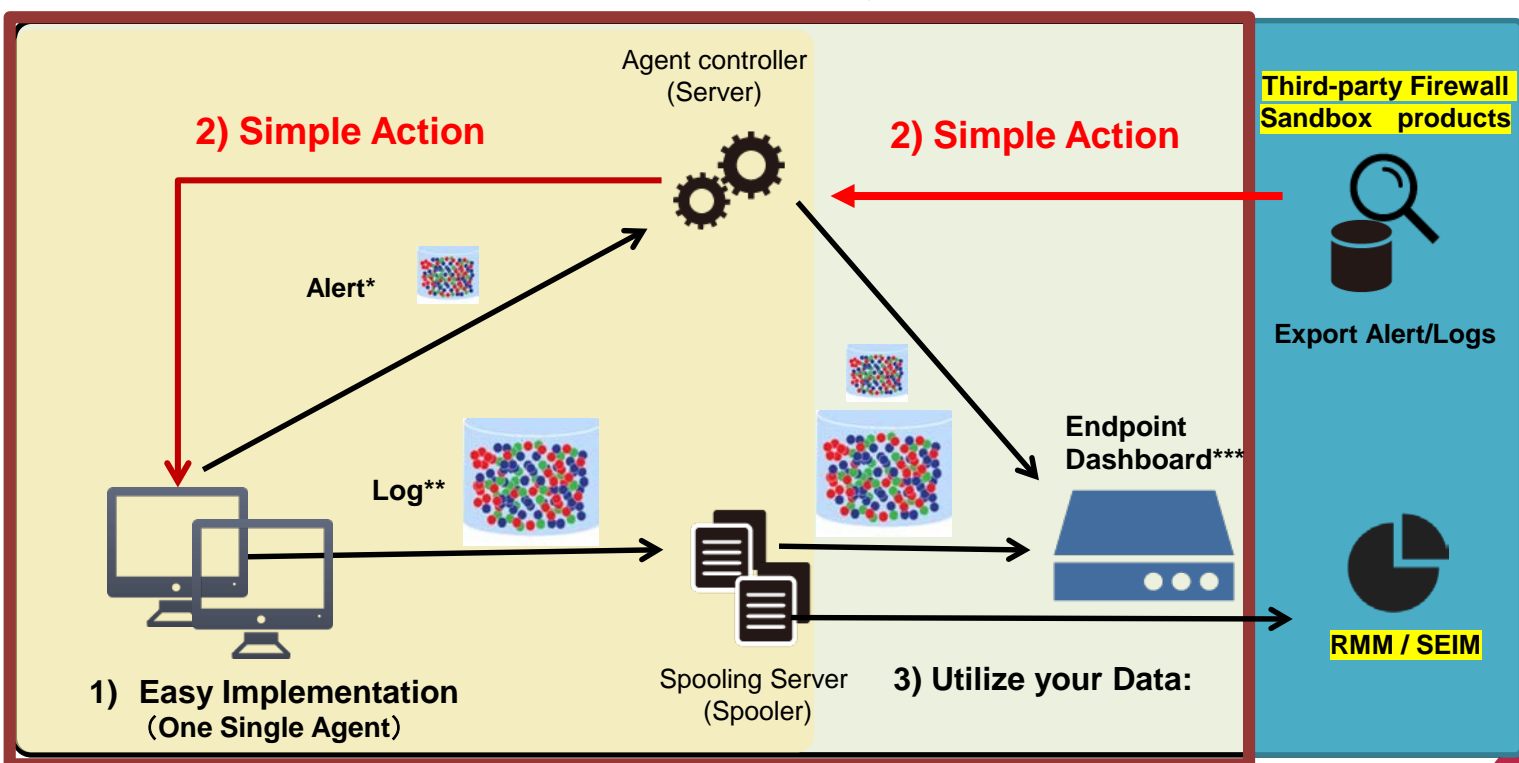 Agent controller
(Server)
2) Simple Action
2) Simple Action
Third-party Firewall
Sandbox products
Alert*
Export Alert/Logs
Endpoint
Dashboard***
Log**
RMM / SEIM
1) Easy Implementation
（One Single Agent）
Spooling Server
(Spooler)
3) Utilize your Data: